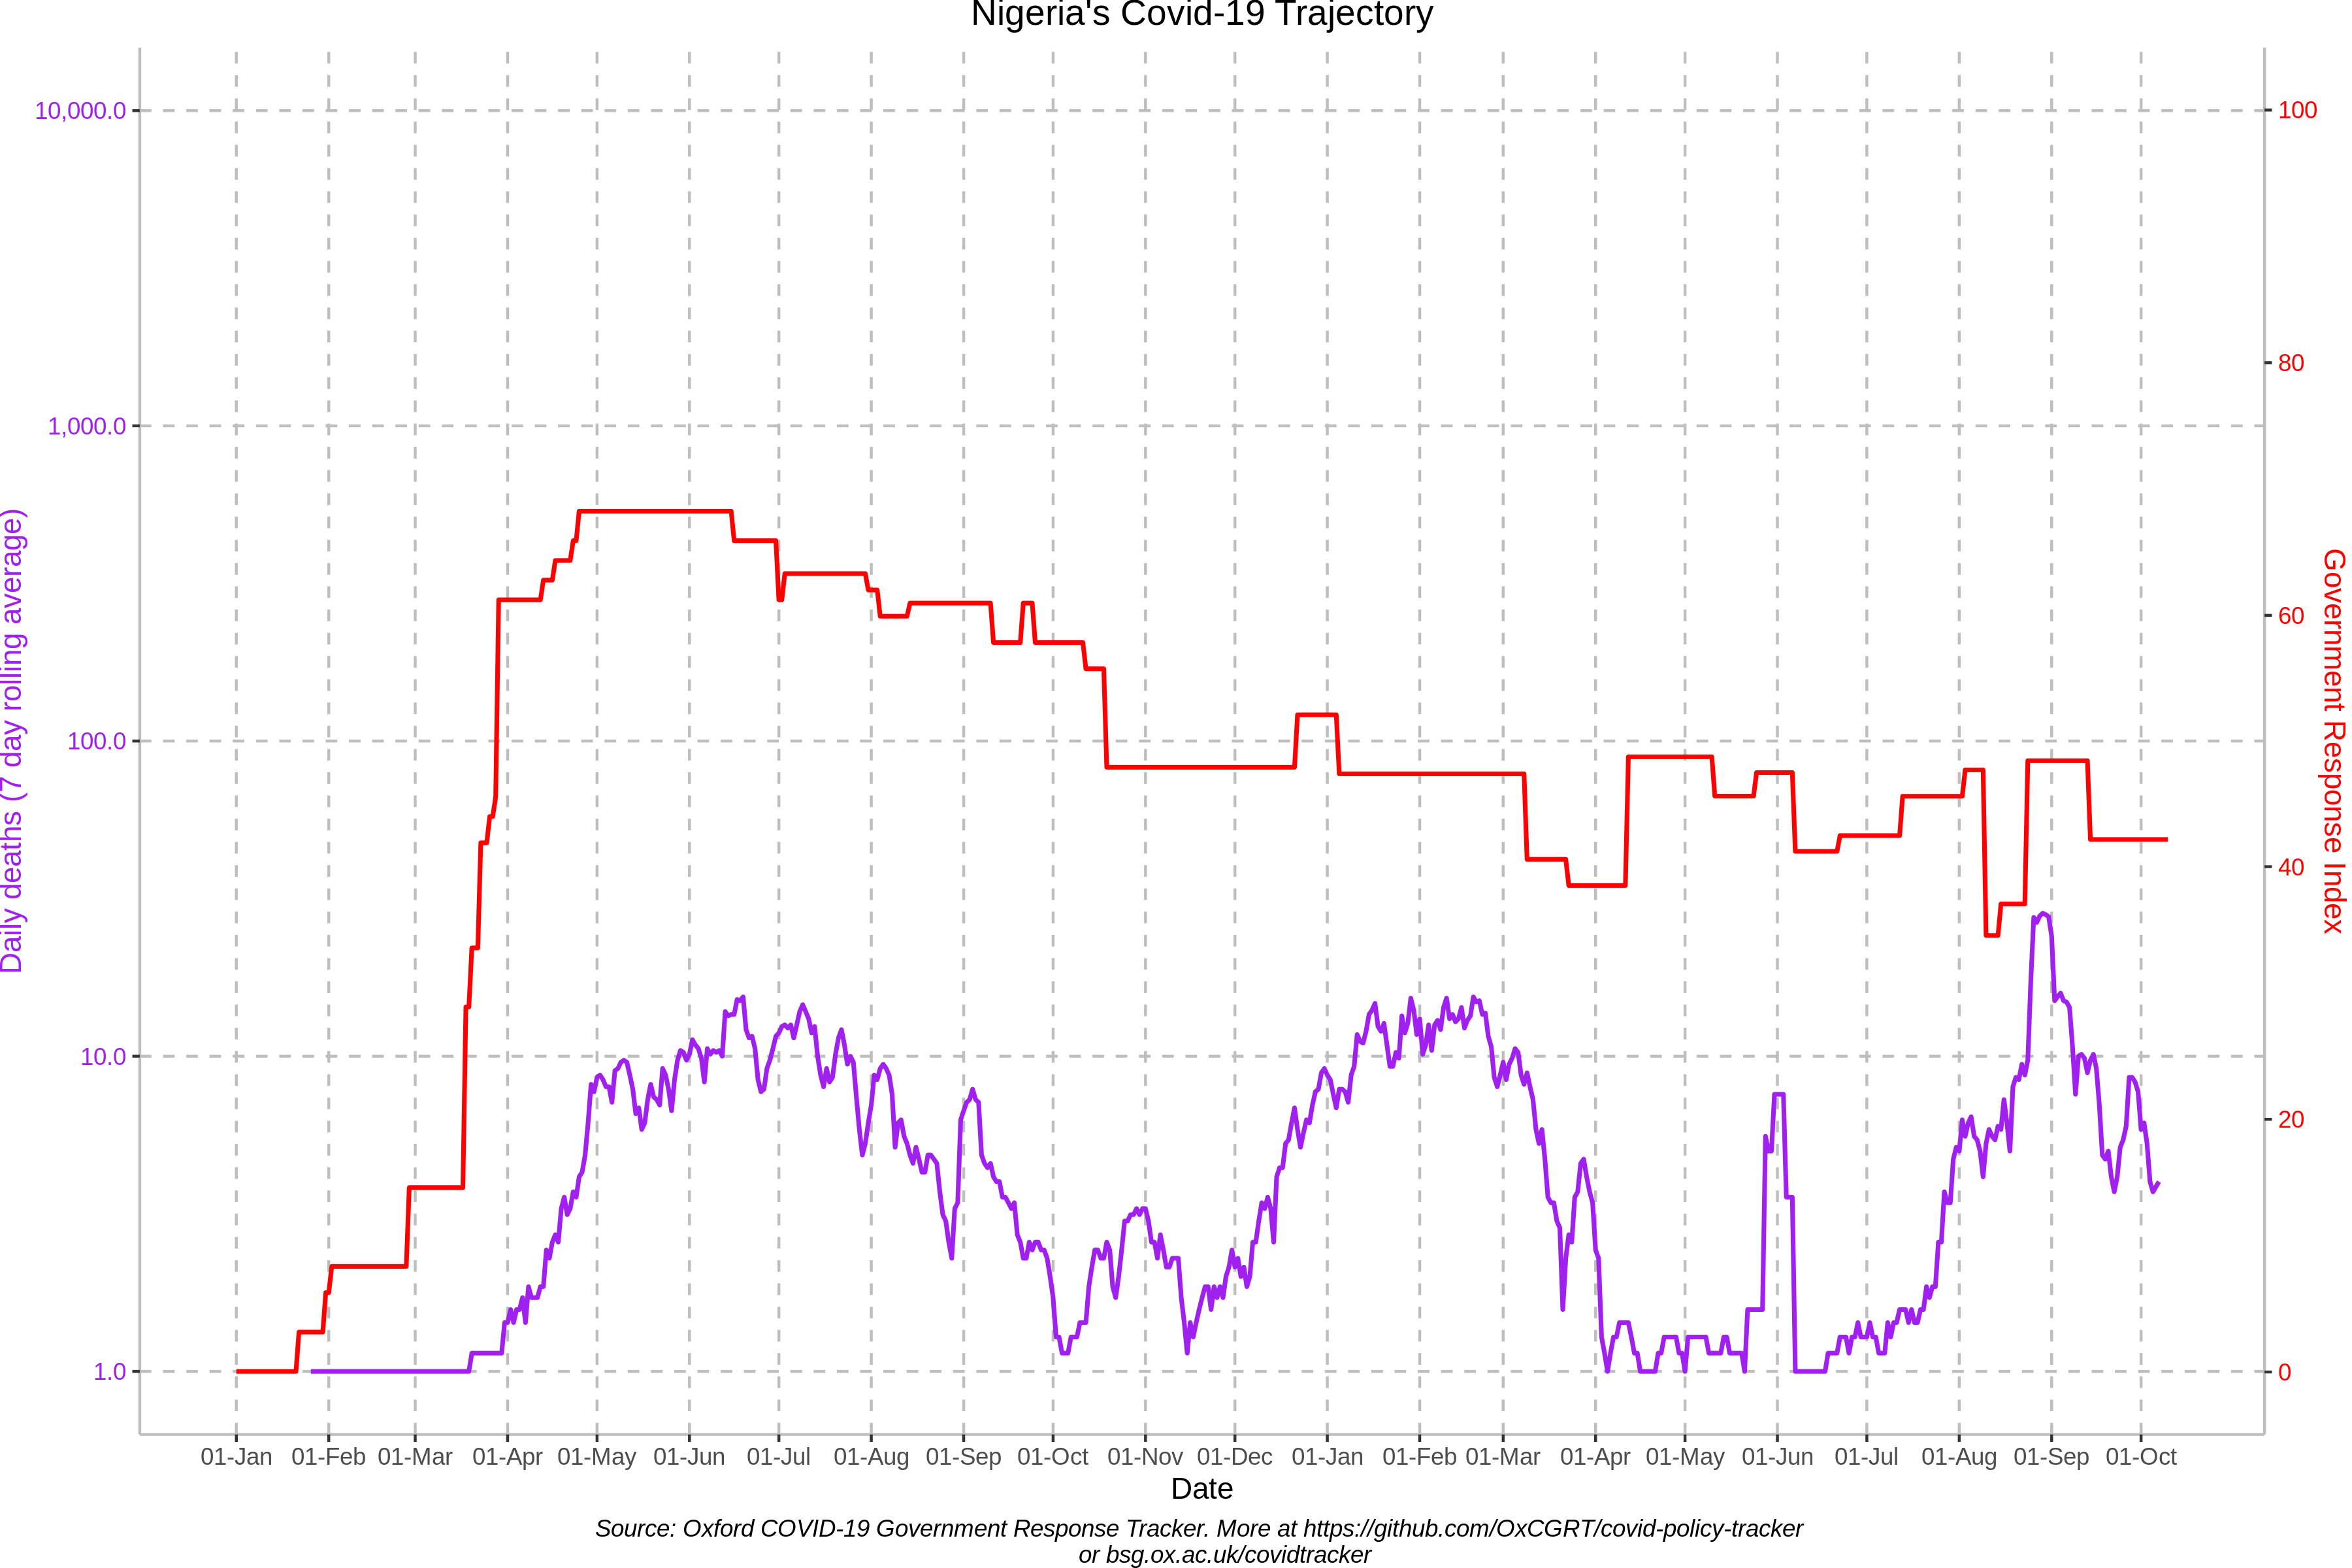 Nigeria's Covid-19 Trajectory
10,000.0
1,000.0
100.0
10.0
1.0
Daily deaths (7 day rolling average)
100
80
60
40
20
0
Government Response Index
01-Jan 01-Feb 01-Mar 01-Apr 01-May 01-Jun 01-Jul 01-Aug 01-Sep 01-Oct 01-Nov 01-Dec 01-Jan 01-Feb 01-Mar 01-Apr 01-May 01-Jun 01-Jul 01-Aug 01-Sep 01-Oct
Date
Source: Oxford COVID-19 Government Response Tracker. More at https://github.com/OxCGRT/covid-policy-tracker
or bsg.ox.ac.uk/covidtracker